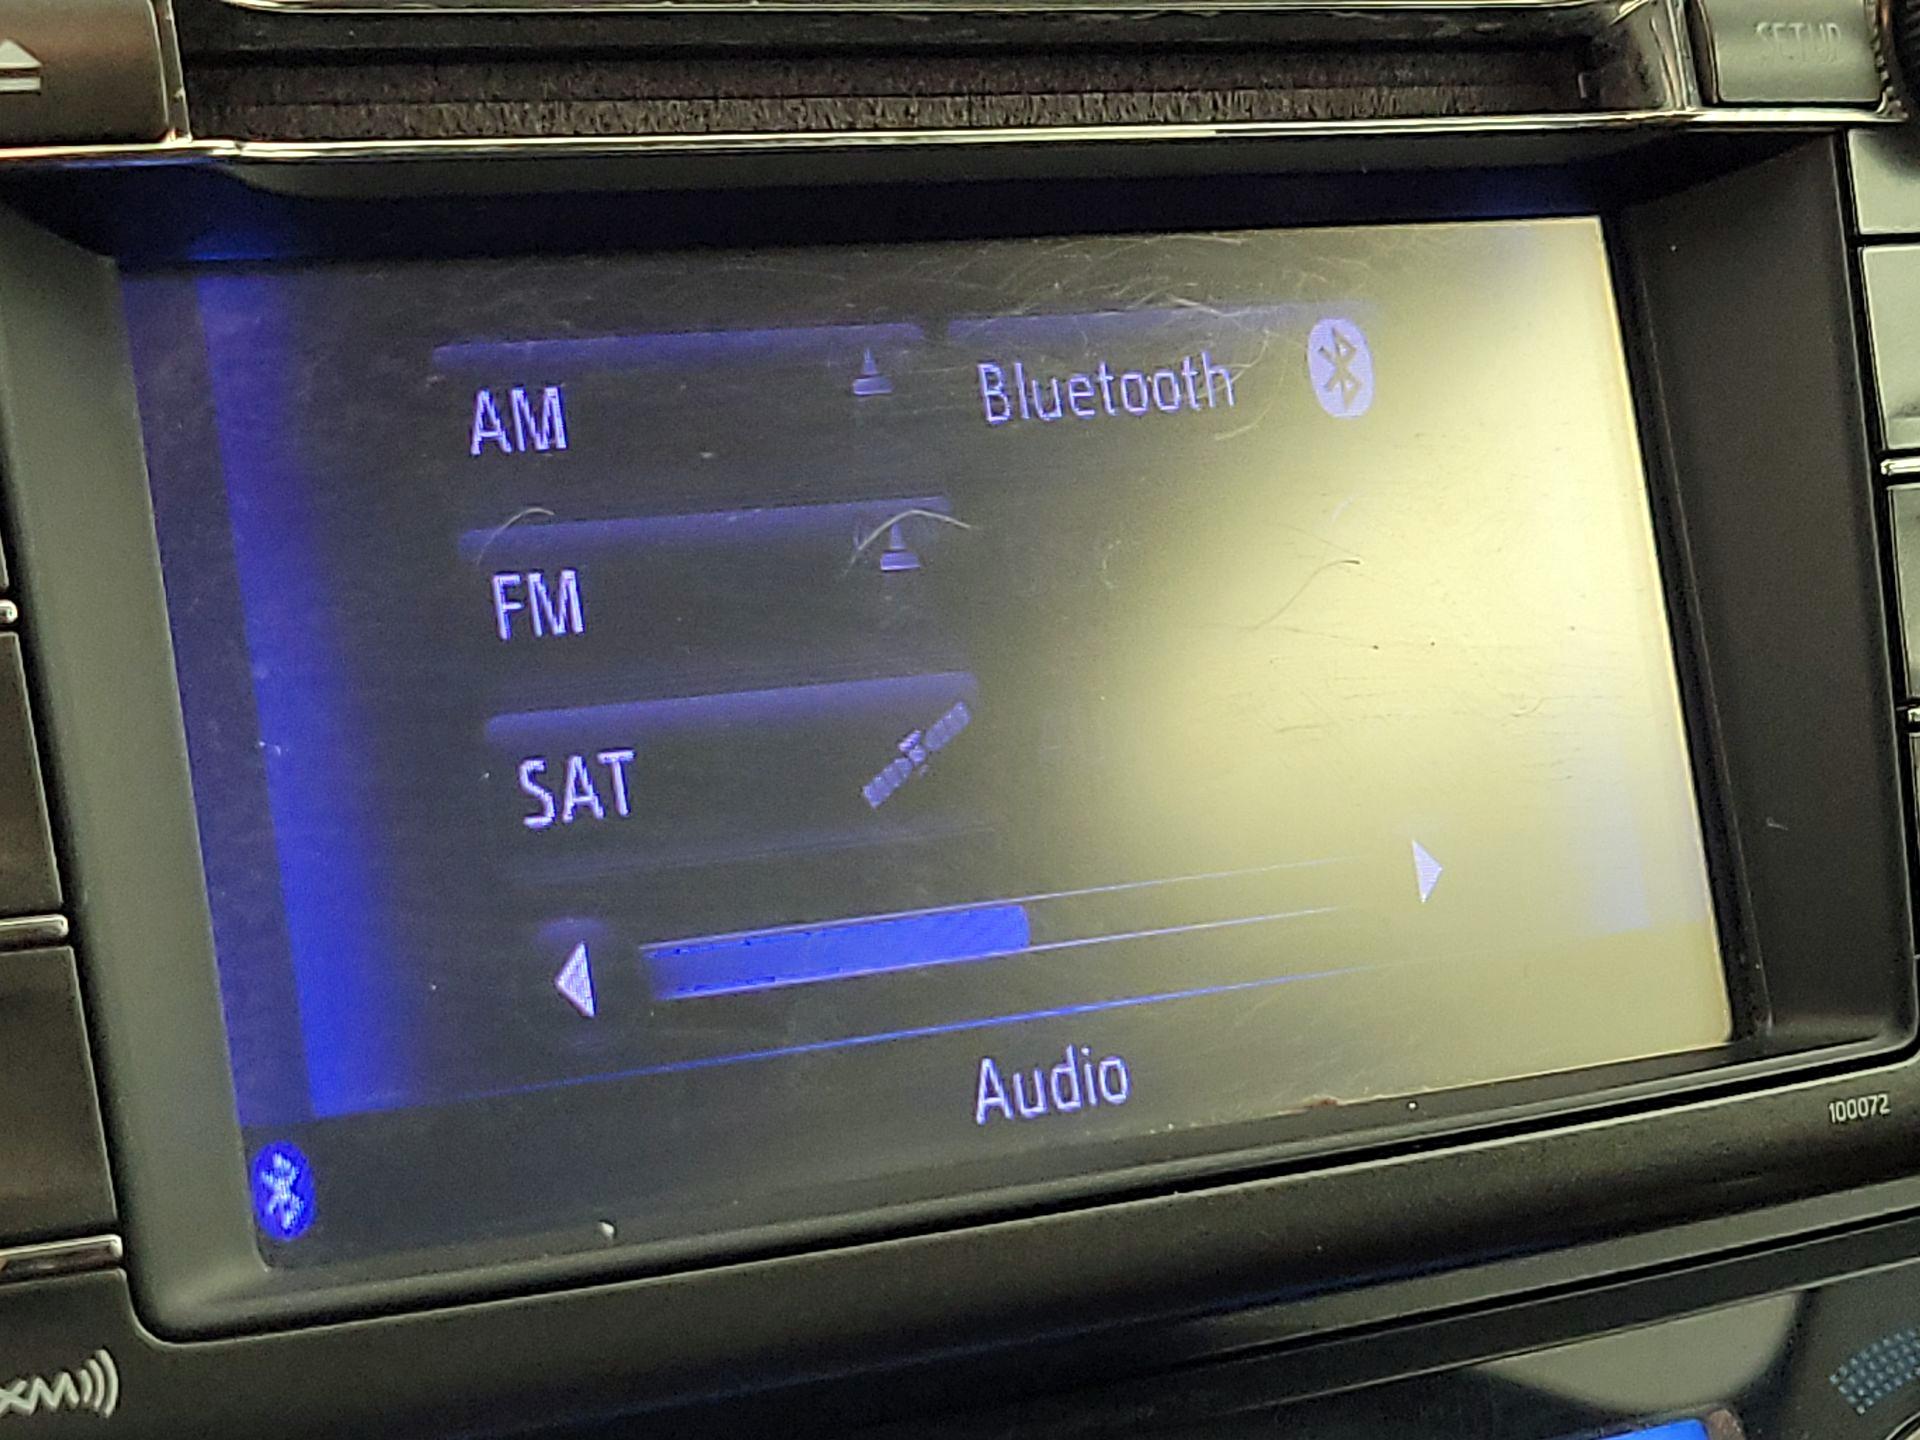 SETUP
AM
Bluetooth
FM
SAT
Audio
100072
XM